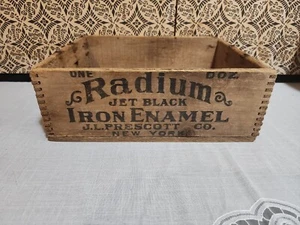 ONE DOZ.
Radium
JET BLACK
IRON ENAMEL
J.L. PRESCOTT CO.
NEW YORK